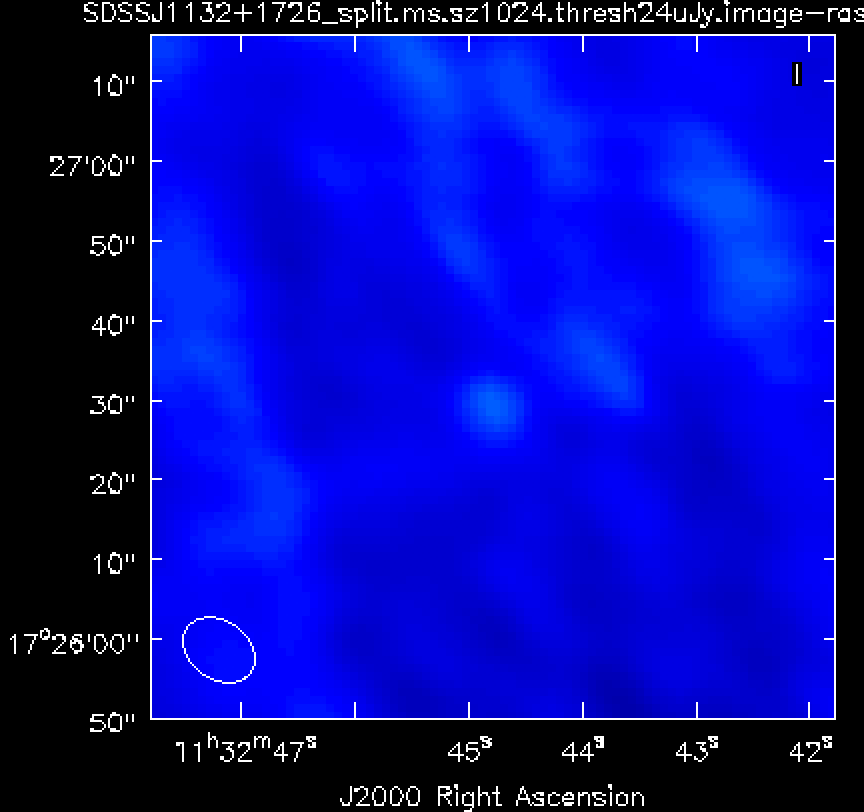 SDSSJ1132+1726_split.ms.sz1024.thresh24uJy.image-ras
I
10"
27'00"
50"
40"
30"
20"
10"
17°26'00"
50"
11ʰ32ᵐ47ˢ 45ˢ 44ˢ 43ˢ 42ˢ
J2000 Right Ascension